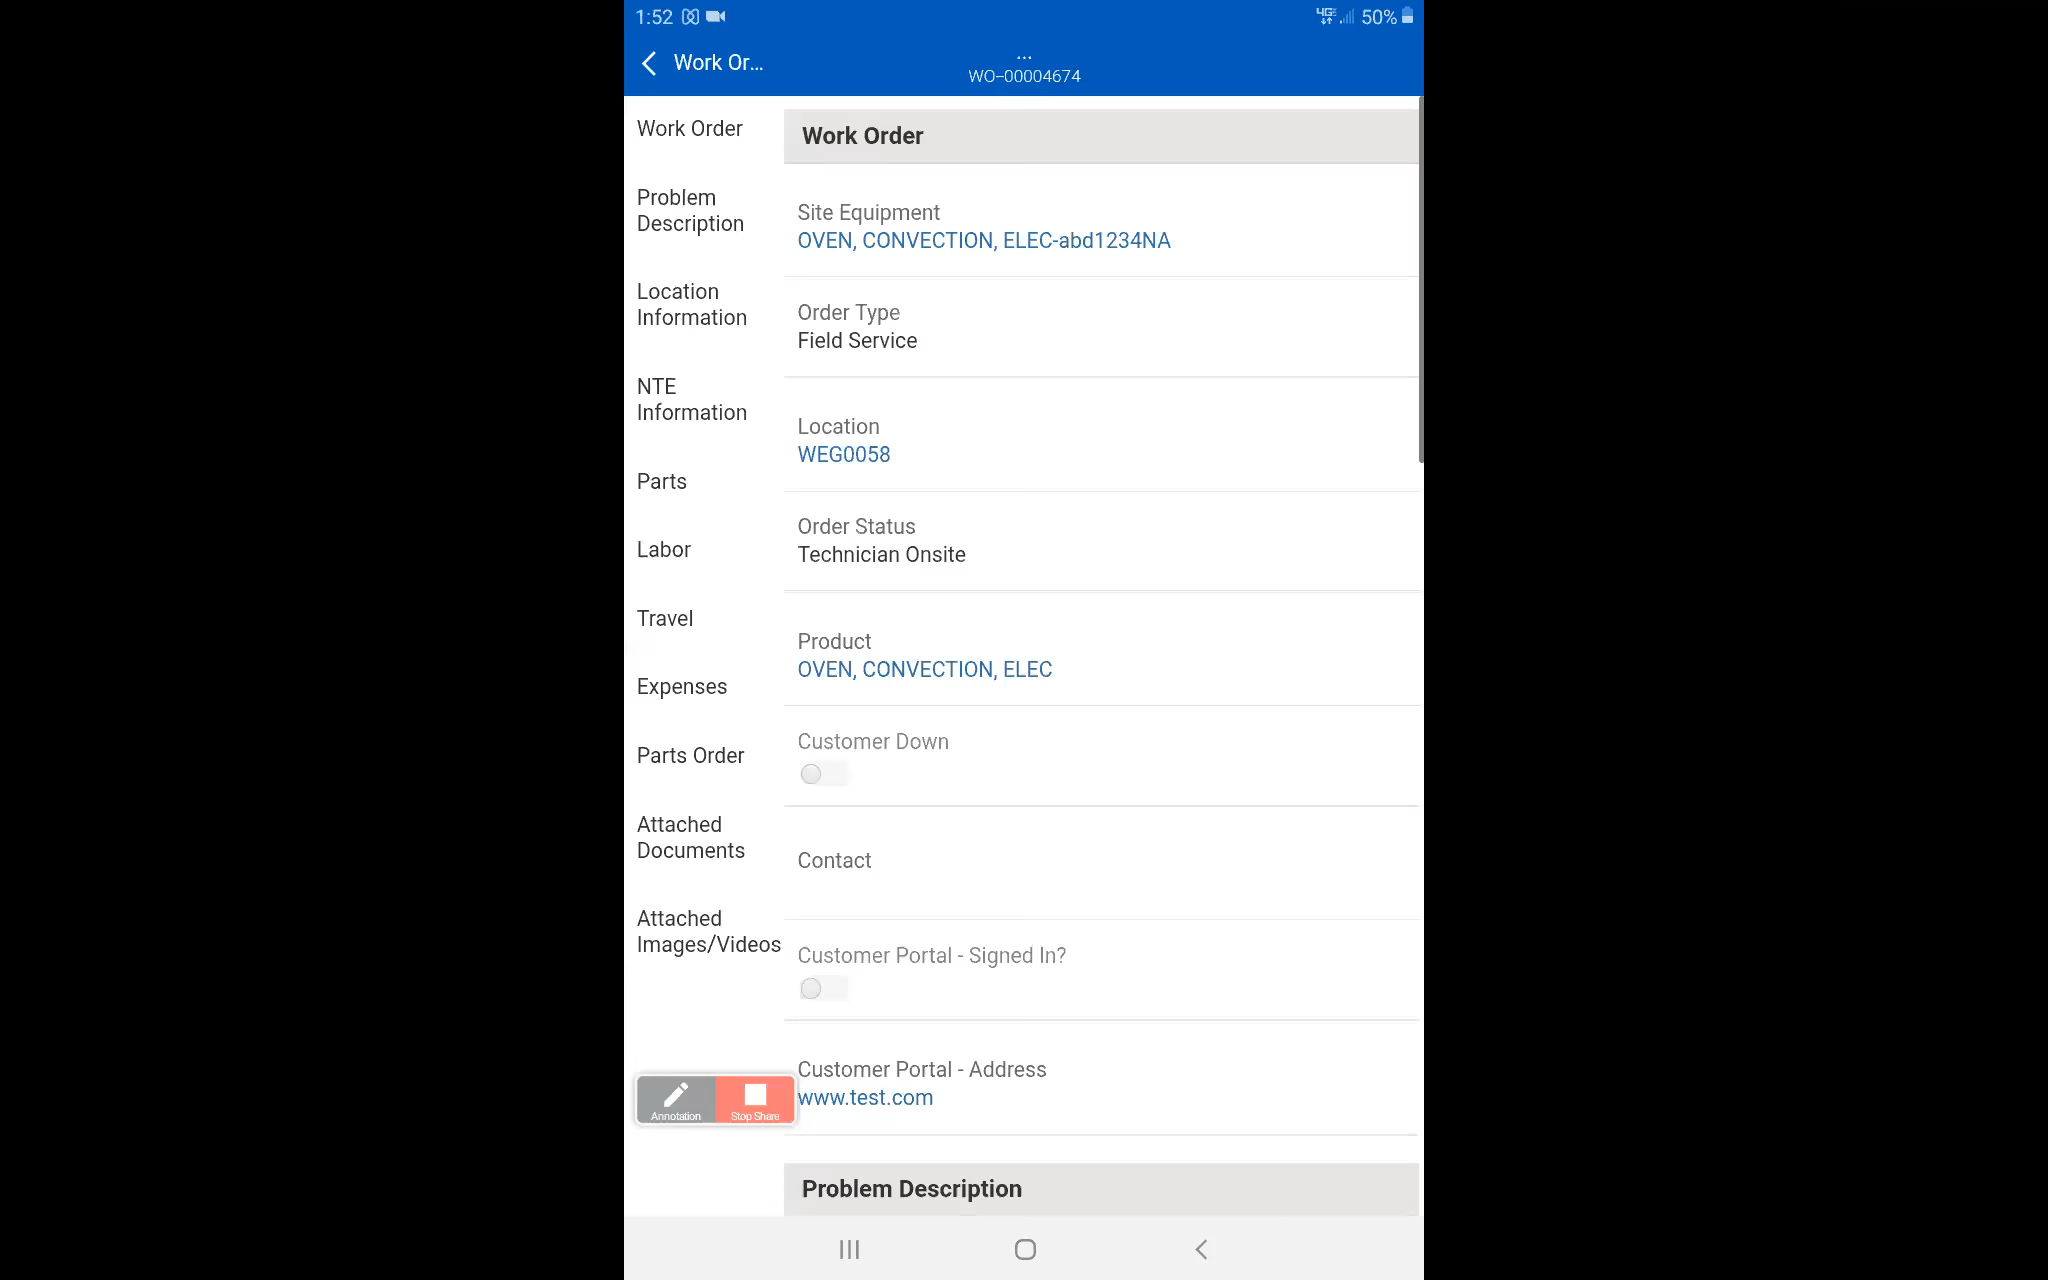 1:52
50%
Work Or...
...
WO-00004674
Work Order
Problem
Description
Location
Information
NTE
Information
Parts
Labor
Travel
Expenses
Parts Order
Attached
Documents
Attached
Images/Videos
Annotation
Stop Share
Work Order
Site Equipment
OVEN, CONVECTION, ELEC-abd1234NA
Order Type
Field Service
Location
WEG0058
Order Status
Technician Onsite
Product
OVEN, CONVECTION, ELEC
Customer Down
Contact
Customer Portal - Signed In?
Customer Portal - Address
www.test.com
Problem Description